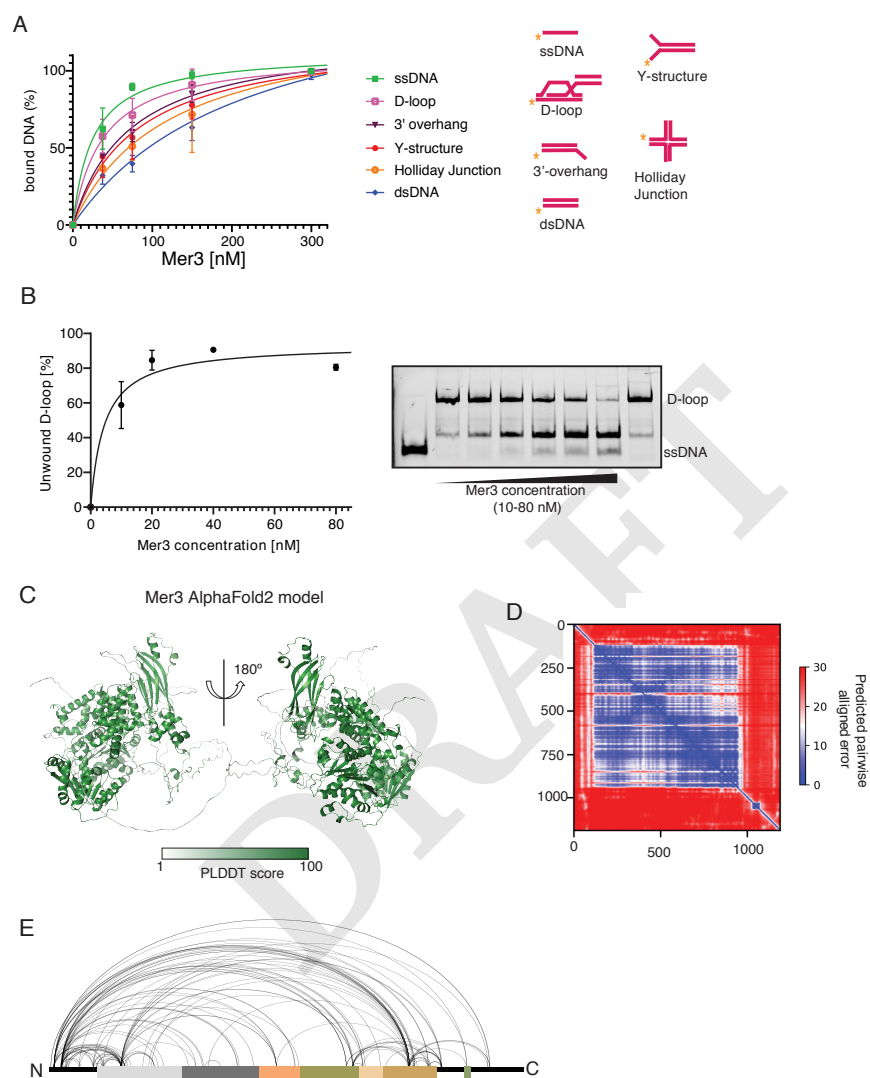 A
100
50
0
bound DNA (%)
0
100
200
300
Mer3 [nM]
ssDNA
D-loop
3' overhang
Y-structure
Holliday Junction
dsDNA
*
ssDNA
*
D-loop
*
3'-overhang
*
dsDNA
*
Y-structure
*
Holliday
Junction
B
100
80
60
40
20
0
Unwound D-loop [%]
0
20
40
60
80
Mer3 concentration [nM]
D-loop
ssDNA
Mer3 concentration
(10-80 nM)
C
Mer3 AlphaFold2 model
180º
1
100
PLDDT score
D
0
250
500
750
1000
0
500
1000
30
20
10
0
Predicted pairwise
alligned error
E
N
C
DRAFT